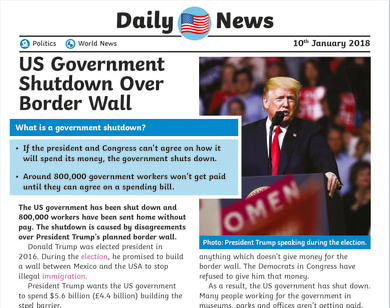 Daily News
Politics
World News
10th January 2018
US Government
Shutdown Over
Border Wall
What is a government shutdown?
• If the president and Congress can't agree on how it
will spend its money, the government shuts down.
• Around 800,000 government workers won't get paid
until they can agree on a spending bill.
The US government has been shut down and
800,000 workers have been sent home without
pay. The shutdown is caused by disagreements
over President Trump's planned border wall.
Donald Trump was elected president in
2016. During the election, he promised to build
a wall between Mexico and the USA to stop
illegal immigration.
President Trump wants the US government
to spend $5.6 billion (£4.4 billion) building the
steel barrier.
OMEN
Photo: President Trump speaking during the election.
anything which doesn't give money for the
border wall. The Democrats in Congress have
refused to give him that money.
As a result, the US government has shut down.
Many people working for the government in
museums, parks and offices aren't getting paid.